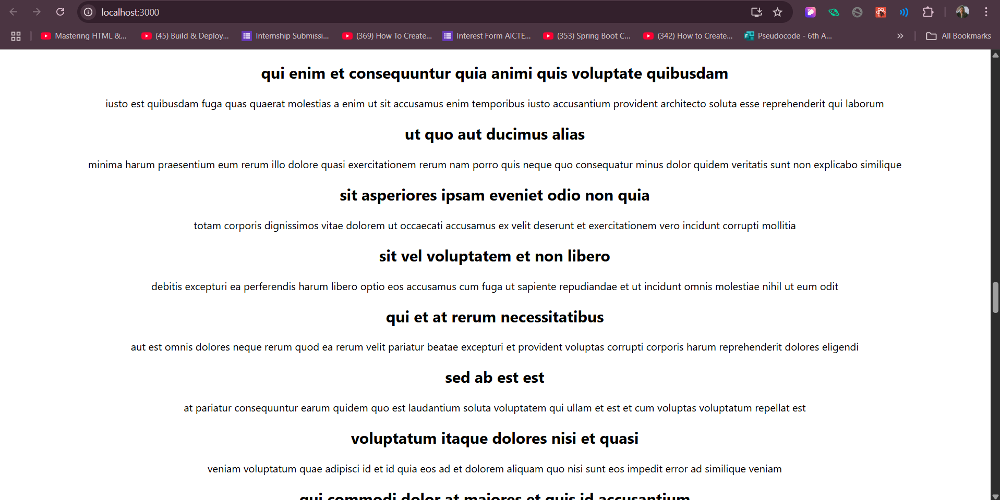 localhost:3000
Mastering HTML &... (45) Build & Deploy... Internship Submissi... (369) How To Create... Interest Form AICTE... (353) Spring Boot C... (342) How to Create... Pseudocode - 6th A... » All Bookmarks
qui enim et consequuntur quia animi quis voluptate quibusdam
iusto est quibusdam fuga quas quaerat molestias a enim ut sit accusamus enim temporibus iusto accusantium provident architecto soluta esse reprehenderit qui laborum
ut quo aut ducimus alias
minima harum praesentium eum rerum illo dolore quasi exercitationem rerum nam porro quis neque quo consequatur minus dolor quidem veritatis sunt non explicabo similique
sit asperiores ipsam eveniet odio non quia
totam corporis dignissimos vitae dolorem ut occaecati accusamus ex velit deserunt et exercitationem vero incidunt corrupti mollitia
sit vel voluptatem et non libero
debitis excepturi ea perferendis harum libero optio eos accusamus cum fuga ut sapiente repudiandae et ut incidunt omnis molestiae nihil ut eum odit
qui et at rerum necessitatibus
aut est omnis dolores neque rerum quod ea rerum velit pariatur beatae excepturi et provident voluptas corrupti corporis harum reprehenderit dolores eligendi
sed ab est est
at pariatur consequuntur earum quidem quo est laudantium soluta voluptatem qui ullam et est et cum voluptas voluptatum repellat est
voluptatum itaque dolores nisi et quasi
veniam voluptatum quae adipisci id et id quia eos ad et dolorem aliquam quo nisi sunt eos impedit error ad similique veniam
qui commodi dolor at maiores et quis id accusantium